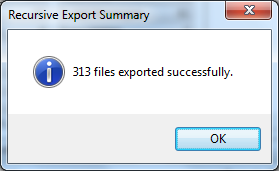 Recursive Export Summary
313 files exported successfully.
OK